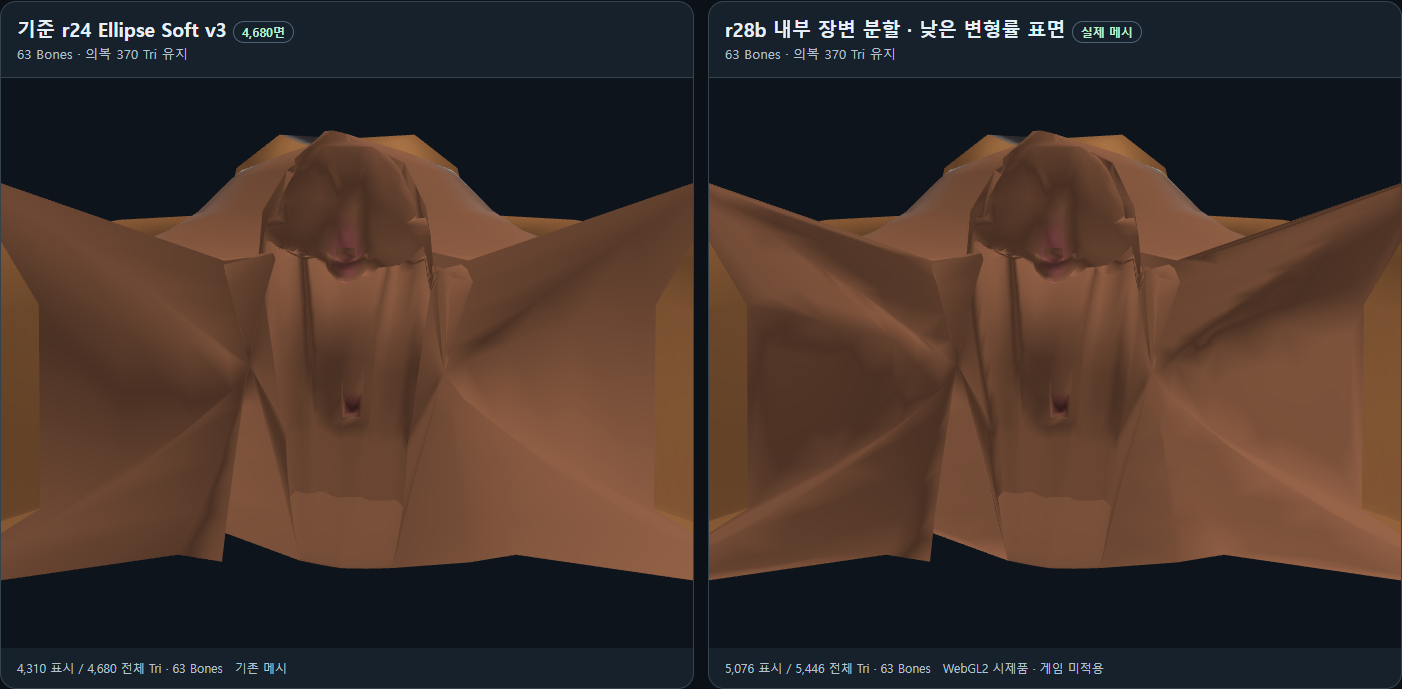 기준 r24 Ellipse Soft v3 4,680면
63 Bones · 의복 370 Tri 유지
4,310 표시 / 4,680 전체 Tri · 63 Bones 기존 메시
r28b 내부 장변 분할 · 낮은 변형률 표면 실제 메시
63 Bones · 의복 370 Tri 유지
5,076 표시 / 5,446 전체 Tri · 63 Bones WebGL2 시제품 · 게임 미적용